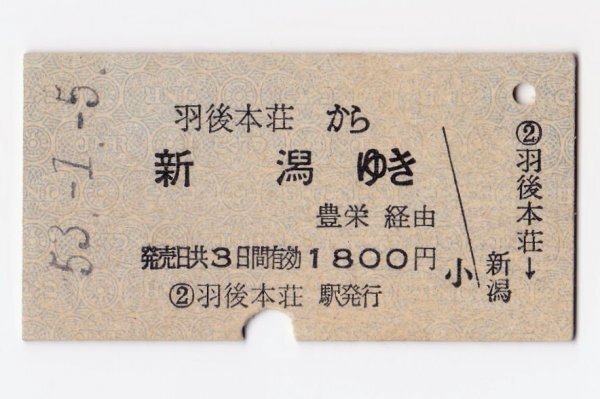 53.-1.-5.
羽後本荘 から
新潟 ゆき
豊栄 経由
発売日共3日間有効 1800円
②羽後本荘 駅発行
小
②羽後本荘→
新潟